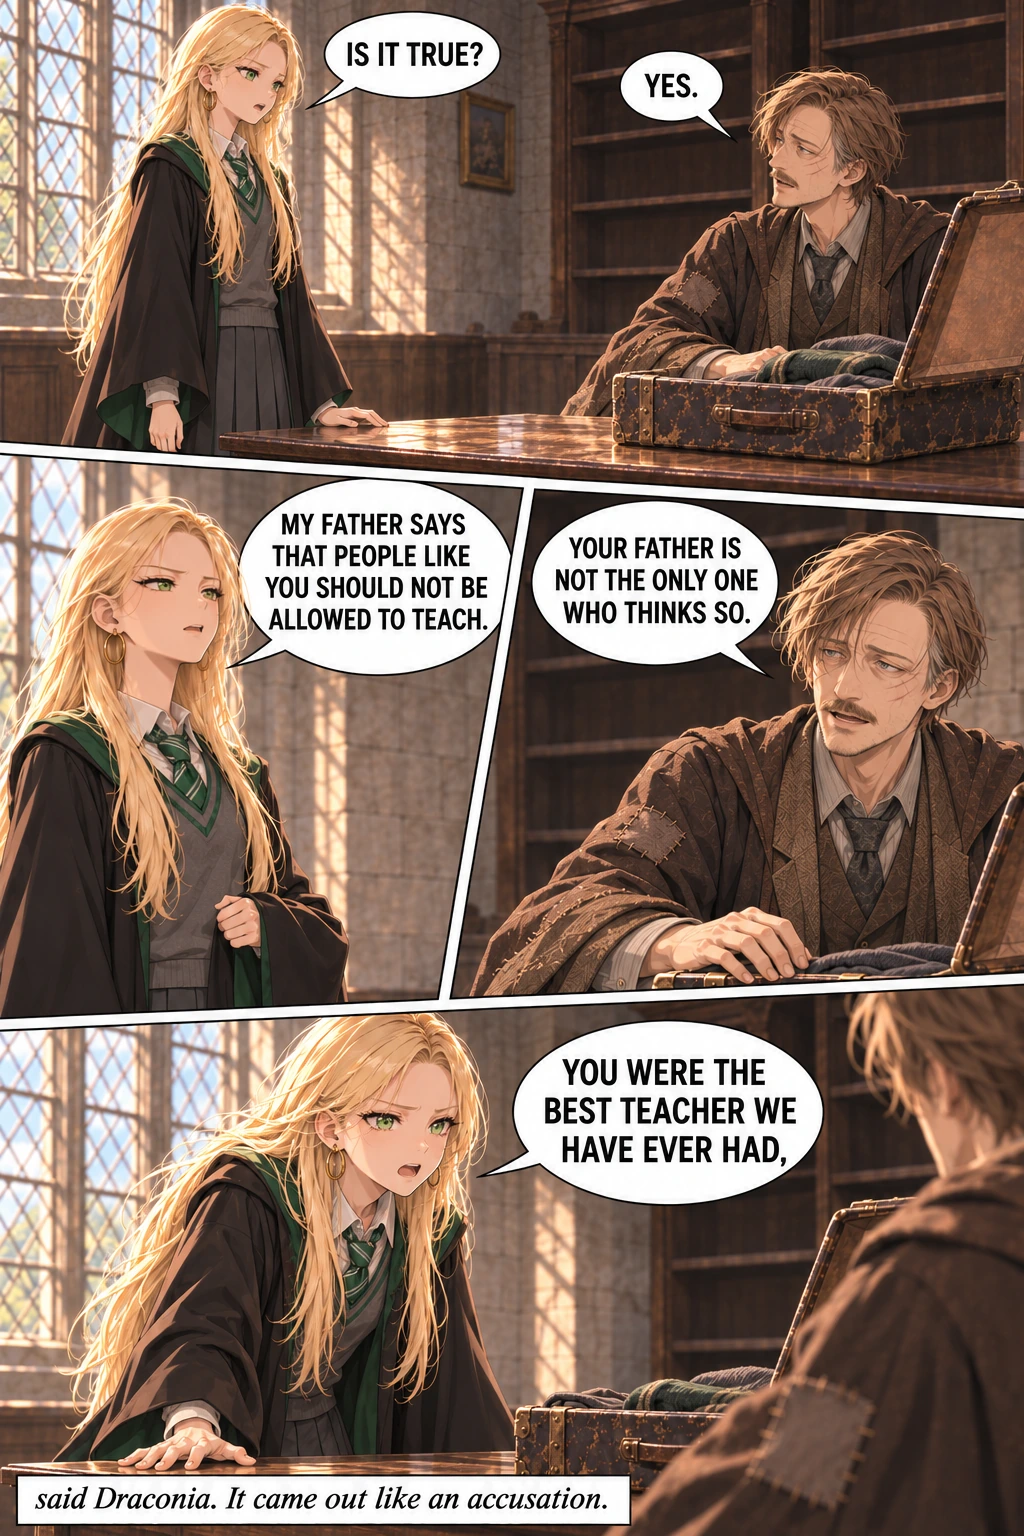 IS IT TRUE?
YES.
MY FATHER SAYS
THAT PEOPLE LIKE
YOU SHOULD NOT BE
ALLOWED TO TEACH.
YOUR FATHER IS
NOT THE ONLY ONE
WHO THINKS SO.
YOU WERE THE
BEST TEACHER WE
HAVE EVER HAD,
said Draconia. It came out like an accusation.